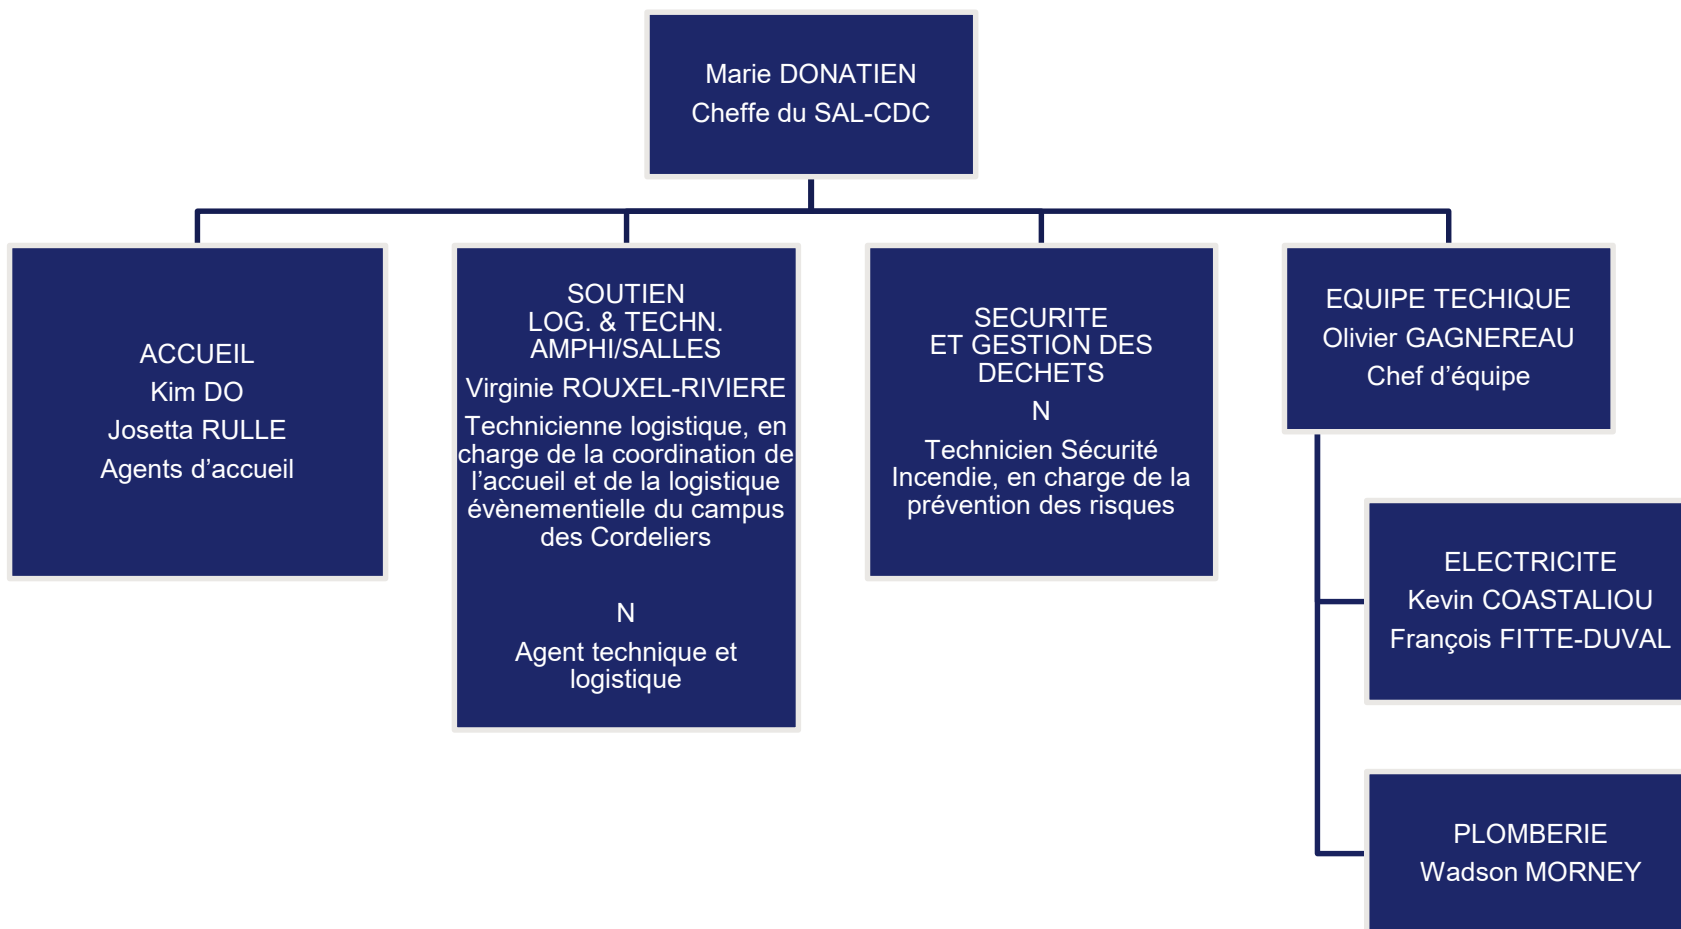 Marie DONATIEN
Cheffe du SAL-CDC
ACCUEIL
Kim DO
Josetta RULLE
Agents d’accueil
SOUTIEN
LOG. & TECHN.
AMPHI/SALLES
Virginie ROUXEL-RIVIERE
Technicienne logistique, en
charge de la coordination de
l’accueil et de la logistique
évènementielle du campus
des Cordeliers
N
Agent technique et
logistique
SECURITE
ET GESTION DES
DECHETS
N
Technicien Sécurité
Incendie, en charge de la
prévention des risques
EQUIPE TECHIQUE
Olivier GAGNEREAU
Chef d’équipe
ELECTRICITE
Kevin COASTALIOU
François FITTE-DUVAL
PLOMBERIE
Wadson MORNEY